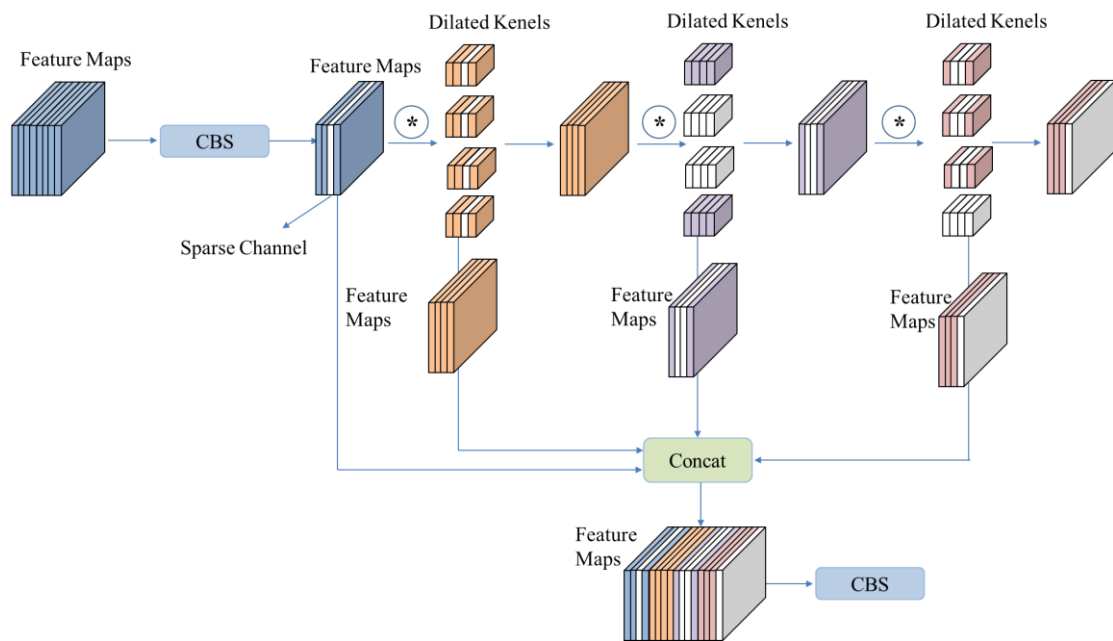 Dilated Kenels
Dilated Kenels
Dilated Kenels
Feature Maps
Feature Maps
*
*
*
CBS
Sparse Channel
Feature
Maps
Feature
Maps
Feature
Maps
Concat
Feature
Maps
CBS